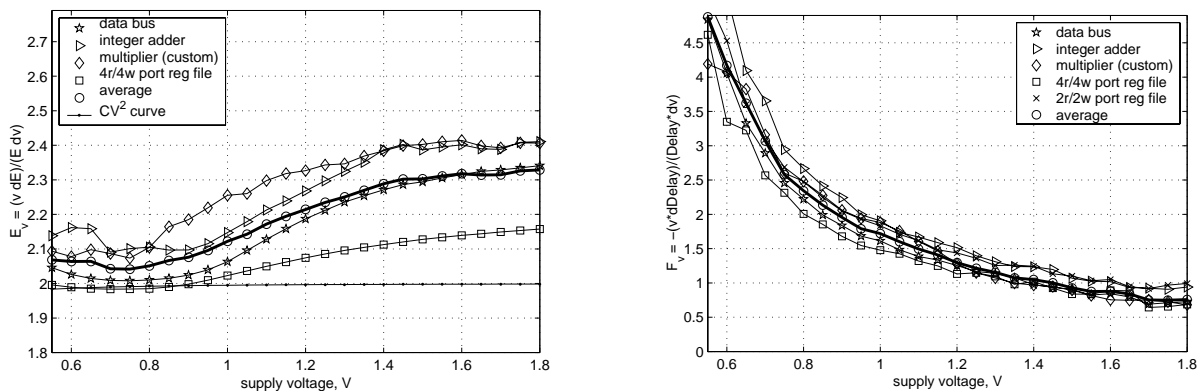 data bus
integer adder
multiplier (custom)
4r/4w port reg file
average
CV² curve
2.7
2.6
2.5
2.4
2.3
2.2
2.1
2
1.9
1.8
E_v = (v dE)/(E dv)
0.6 0.8 1 1.2 1.4 1.6 1.8
supply voltage, V
data bus
integer adder
multiplier (custom)
4r/4w port reg file
2r/2w port reg file
average
4.5
4
3.5
3
2.5
2
1.5
1
0.5
0
F_v = −(v*dDelay)/(Delay*dv)
0.6 0.8 1 1.2 1.4 1.6 1.8
supply voltage, V